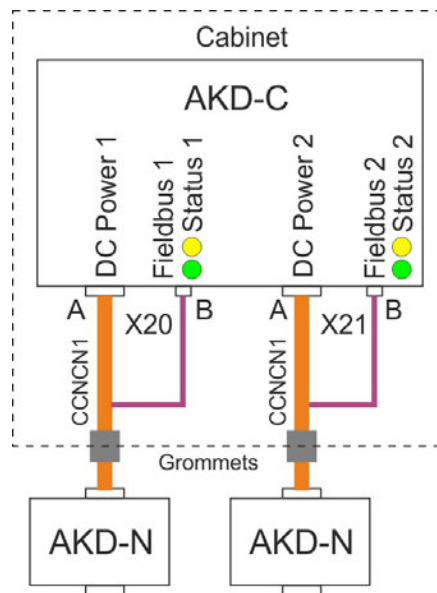 Cabinet
AKD-C
DC Power 1
Fieldbus 1
Status 1
DC Power 2
Fieldbus 2
Status 2
A
X20
B
A
X21
B
CCNCN1
CCNCN1
Grommets
AKD-N
AKD-N